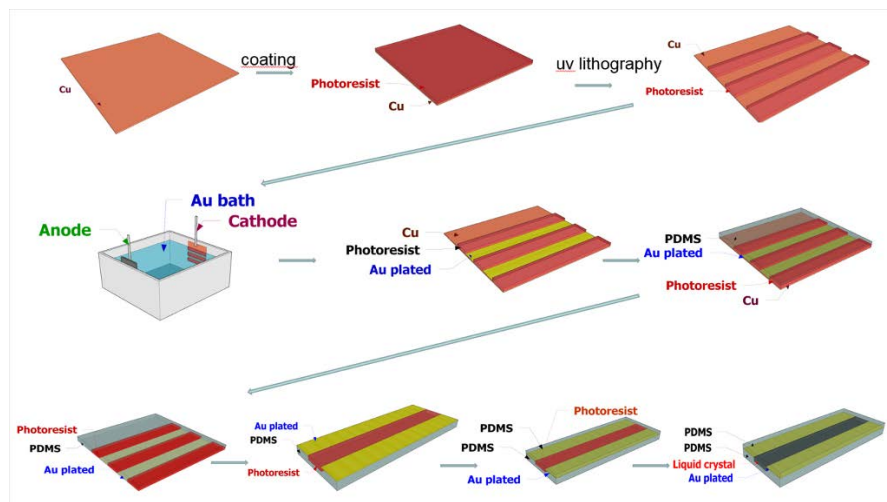 coating
uv lithography
Cu
Photoresist
Cu
Cu
Photoresist
Au bath
Cathode
Anode
Cu
Photoresist
Au plated
PDMS
Au plated
Photoresist
Cu
Photoresist
PDMS
Au plated
Au plated
PDMS
Photoresist
Photoresist
PDMS
PDMS
Au plated
PDMS
PDMS
Liquid crystal
Au plated